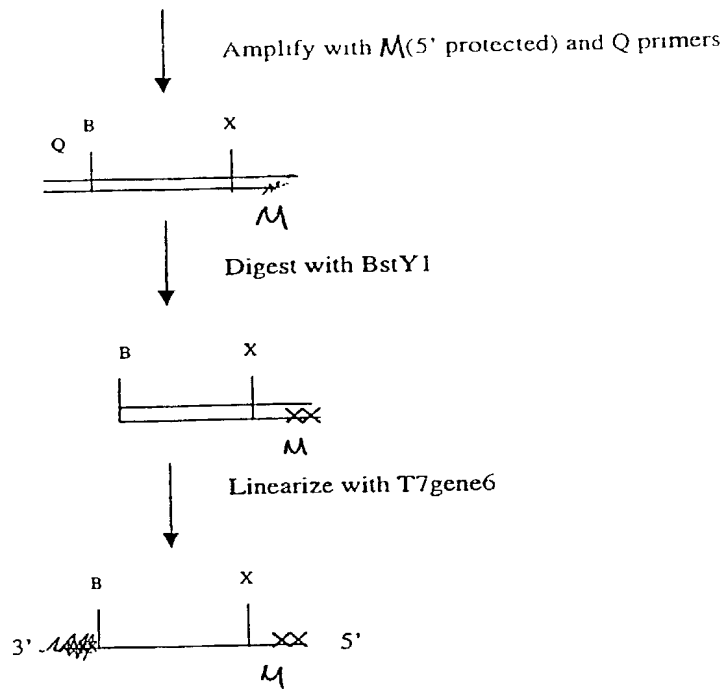 Amplify with M(5' protected) and Q primers
B X
Q
M
Digest with BstY1
B X
M
Linearize with T7gene6
B X
3' 5'
M